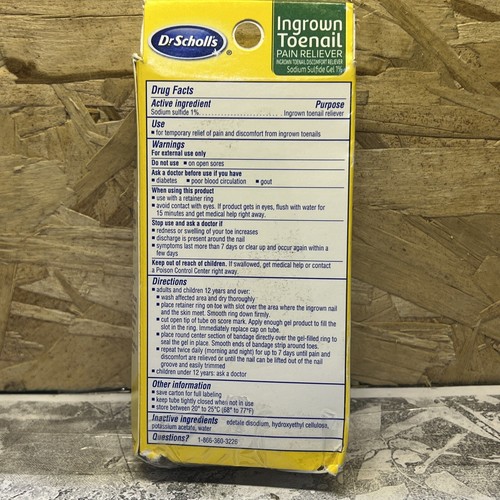 Dr Scholl's®
Ingrown
Toenail
PAIN RELIEVER
INGROWN TOENAIL DISCOMFORT RELIEVER
Sodium Sulfide Gel 1%
Drug Facts
Active ingredient Purpose
Sodium sulfide 1%........................ Ingrown toenail reliever
Use
▪ for temporary relief of pain and discomfort from ingrown toenails
Warnings
For external use only
Do not use ▪ on open sores
Ask a doctor before use if you have
▪ diabetes ▪ poor blood circulation ▪ gout
When using this product
▪ use with a retainer ring
▪ avoid contact with eyes. If product gets in eyes, flush with water for
15 minutes and get medical help right away.
Stop use and ask a doctor if
▪ redness or swelling of your toe increases
▪ discharge is present around the nail
▪ symptoms last more than 7 days or clear up and occur again within a
few days
Keep out of reach of children. If swallowed, get medical help or contact
a Poison Control Center right away.
Directions
▪ adults and children 12 years and over:
▪ wash affected area and dry thoroughly
▪ place retainer ring on toe with slot over the area where the ingrown nail
and the skin meet. Smooth ring down firmly.
▪ cut open tip of tube on score mark. Apply enough gel product to fill the
slot in the ring. Immediately replace cap on tube.
▪ place round center section of bandage directly over the gel-filled ring to
seal the gel in place. Smooth ends of bandage strip around toes.
▪ repeat twice daily (morning and night) for up to 7 days until pain and
discomfort are relieved or until the nail can be lifted out of the nail
groove and easily trimmed
▪ children under 12 years: ask a doctor
Other information
▪ save carton for full labeling
▪ keep tube tightly closed when not in use
▪ store between 20° to 25°C (68° to 77°F)
Inactive ingredients edetate disodium, hydroxyethyl cellulose,
potassium acetate, water
Questions? 1-866-360-3226